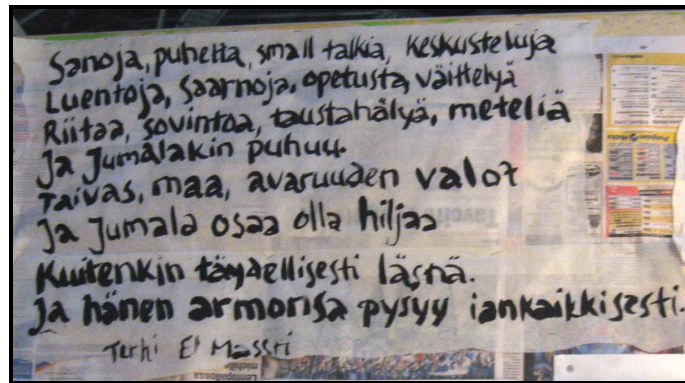 Sanoja, puhetta, small talkia, keskusteluja
Luentoja, saarnoja, opetusta, väittelyä
Riitaa, sovintoa, taustahälyä, meteliä
Ja Jumalakin puhuu.
Taivas, maa, avaruuden valot
Ja Jumala osaa olla hiljaa
Kuitenkin täydellisesti läsnä.
Ja hänen armonsa pysyy iankaikkisesti.
Terhi El Massri